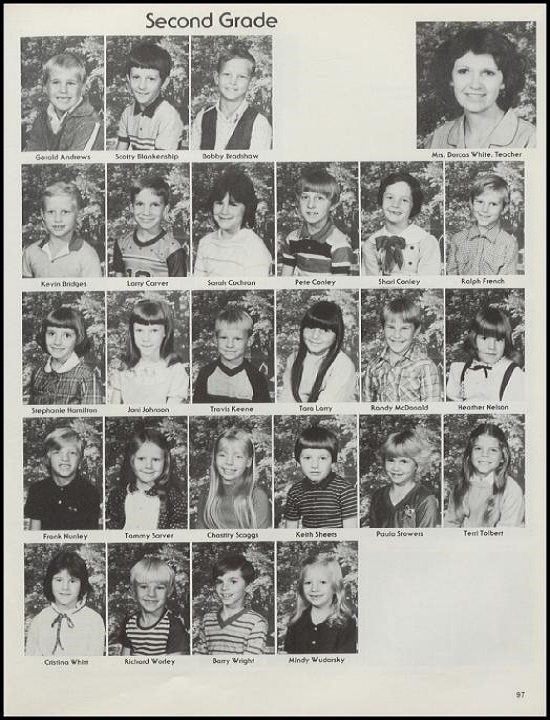 Second Grade
Gerald Andrews Scotty Blankenship Bobby Bradshaw Mrs. Dorcas White, Teacher
Kevin Bridges Larry Carver Sarah Cochran Pete Conley Shari Conley Ralph French
Stephanie Hamilton Joni Johnson Travis Keene Tara Larry Randy McDonald Heather Nelson
Frank Nunley Tammy Sarver Chastity Scaggs Keith Sheets Paula Stowers Terri Tolbert
Cristina Whitt Richard Worley Barry Wright Mindy Wudarsky
97